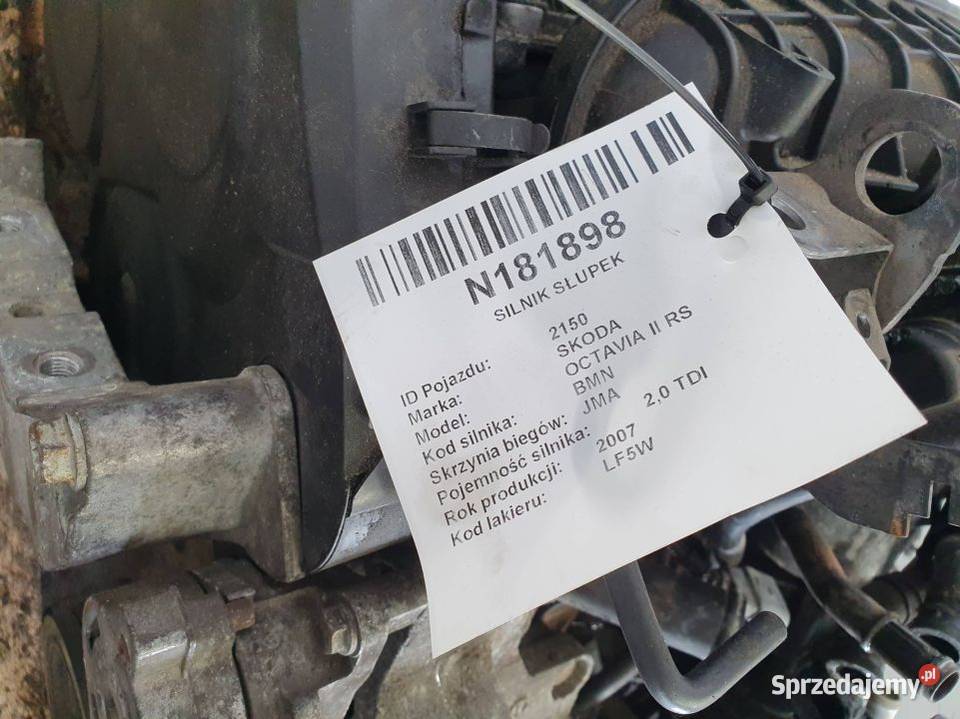 N181898
SILNIK SŁUPEK
ID Pojazdu: 2150
Marka: SKODA
Model: OCTAVIA II RS
Kod silnika: BMN
Skrzynia biegów: JMA
Pojemność silnika: 2,0 TDI
Rok produkcji: 2007
Kod lakieru: LF5W
Sprzedajemy.pl